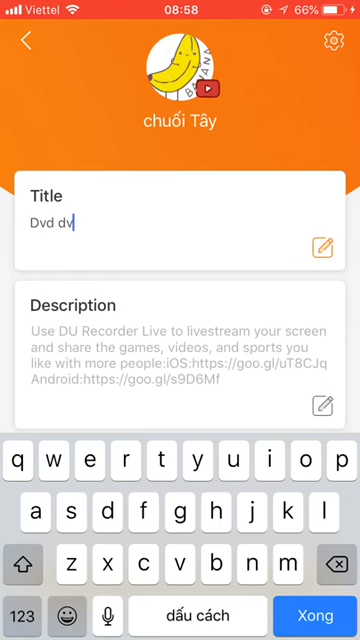 Viettel 08:58 66%
BANANA
chuối Tây
Title
Dvd dv
Description
Use DU Recorder Live to livestream your screen
and share the games, videos, and sports you
like with more people:iOS:https://goo.gl/uT8CJq
Android:https://goo.gl/s9D6Mf
q w e r t y u i o p
a s d f g h j k l
z x c v b n m
123 dấu cách Xong